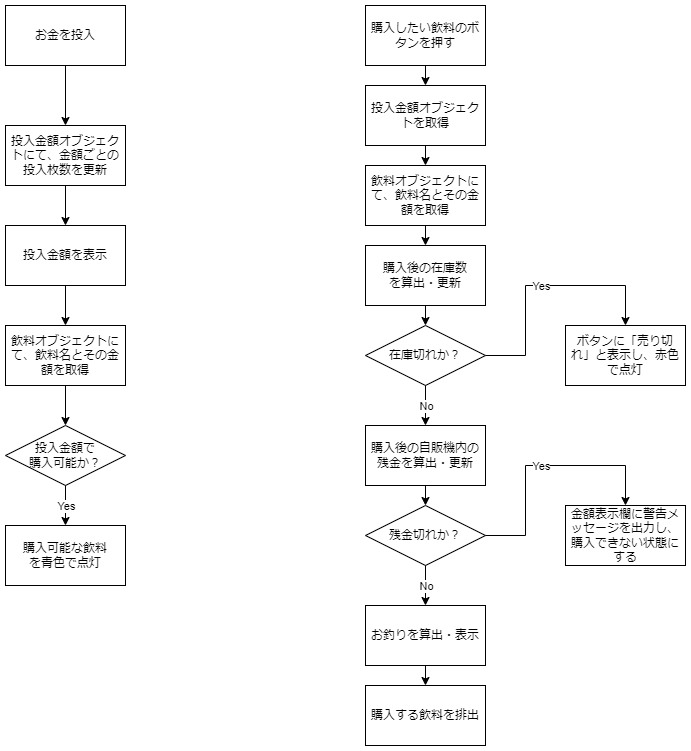 お金を投入
投入金額オブジェク
トにて、金額ごとの
投入枚数を更新
投入金額を表示
飲料オブジェクトに
て、飲料名とその金
額を取得
投入金額で
購入可能か？
Yes
購入可能な飲料
を青色で点灯
購入したい飲料のボ
タンを押す
投入金額オブジェク
トを取得
飲料オブジェクトに
て、飲料名とその金
額を取得
購入後の在庫数
を算出・更新
在庫切れか？
Yes
ボタンに「売り切
れ」と表示し、赤色
で点灯
No
購入後の自販機内の
残金を算出・更新
残金切れか？
Yes
金額表示欄に警告メ
ッセージを出力し、
購入できない状態に
する
No
お釣りを算出・表示
購入する飲料を排出